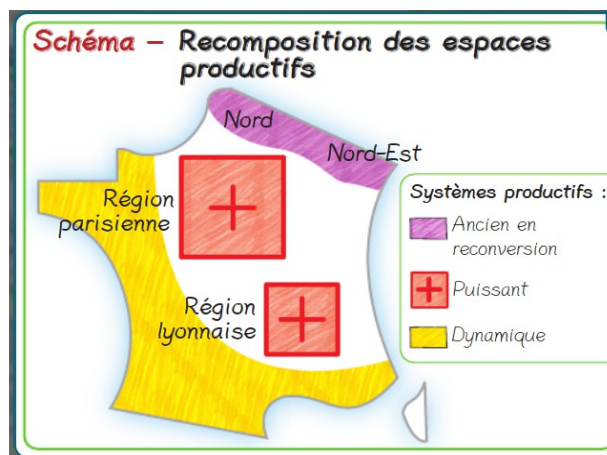 Schéma – Recomposition des espaces
productifs
Nord
Nord-Est
Région
parisienne
Région
lyonnaise
Systèmes productifs :
Ancien en
reconversion
Puissant
Dynamique